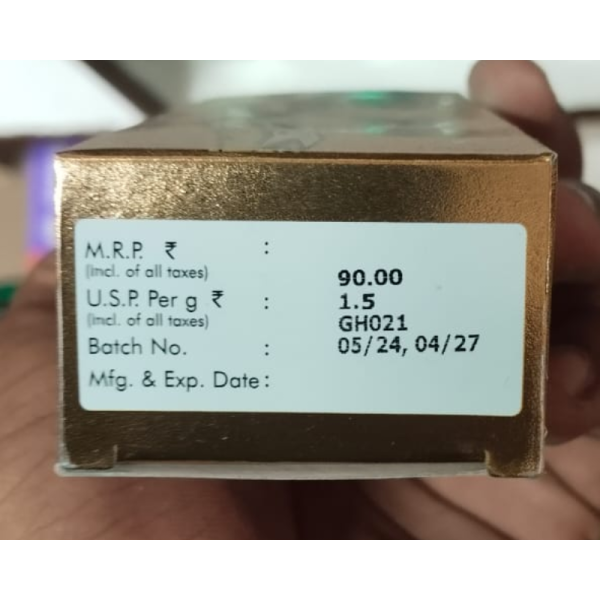 M.R.P. ₹ :
(incl. of all taxes) 90.00
U.S.P. Per g ₹ : 1.5
(incl. of all taxes) GH021
Batch No. : 05/24, 04/27
Mfg. & Exp. Date :